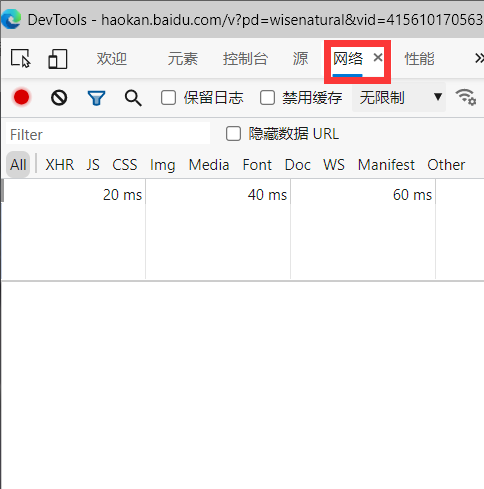 DevTools - haokan.baidu.com/v?pd=wisenatural&vid=415610170563
欢迎 元素 控制台 源 网络 性能
保留日志 禁用缓存 无限制
Filter 隐藏数据 URL
All XHR JS CSS Img Media Font Doc WS Manifest Other
20 ms 40 ms 60 ms